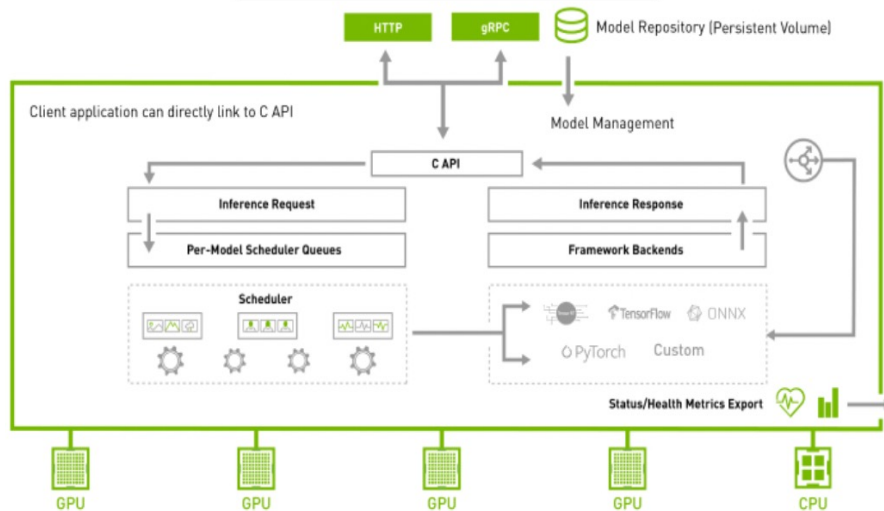 HTTP
gRPC
Model Repository (Persistent Volume)
Client application can directly link to C API
Model Management
C API
Inference Request
Inference Response
Per-Model Scheduler Queues
Framework Backends
Scheduler
TensorFlow
ONNX
PyTorch
Custom
Status/Health Metrics Export
GPU
GPU
GPU
GPU
CPU